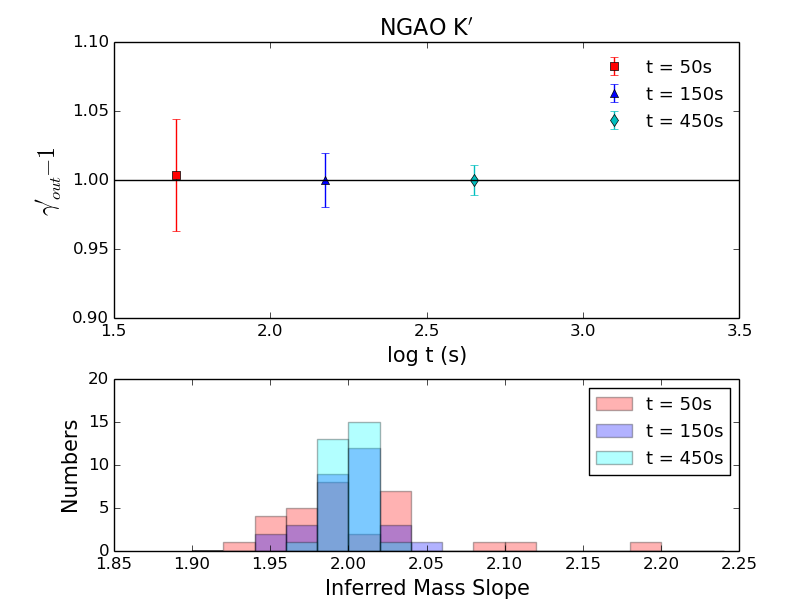 NGAO K′
1.10
1.05
1.00
0.95
0.90
γ′out−1
t = 50s
t = 150s
t = 450s
1.5 2.0 2.5 3.0 3.5
log t (s)
20
15
10
5
0
Numbers
t = 50s
t = 150s
t = 450s
1.85 1.90 1.95 2.00 2.05 2.10 2.15 2.20 2.25
Inferred Mass Slope